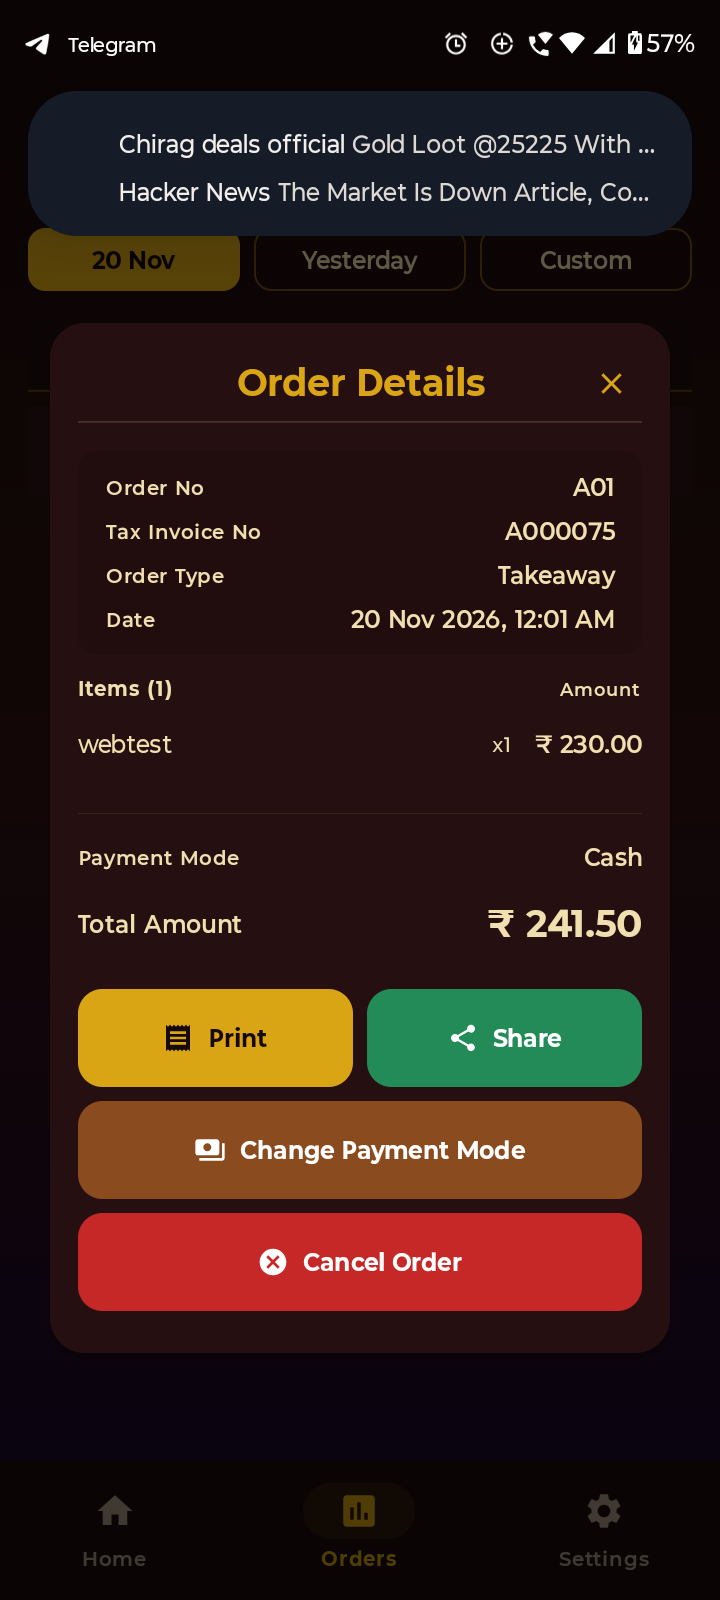 Telegram 57%
Chirag deals official Gold Loot @25225 With ...
Hacker News The Market Is Down Article, Co...
20 Nov Yesterday Custom
Order Details
Order No A01
Tax Invoice No A000075
Order Type Takeaway
Date 20 Nov 2026, 12:01 AM
Items (1) Amount
webtest x1 ₹ 230.00
Payment Mode Cash
Total Amount ₹ 241.50
Print Share
Change Payment Mode
Cancel Order
Home Orders Settings